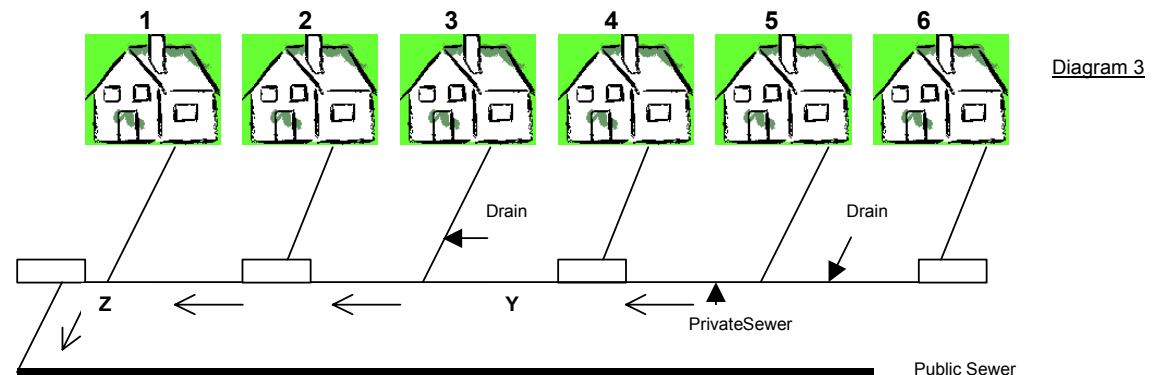 1 2 3 4 5 6
Diagram 3
Drain Drain
Z Y
PrivateSewer
Public Sewer